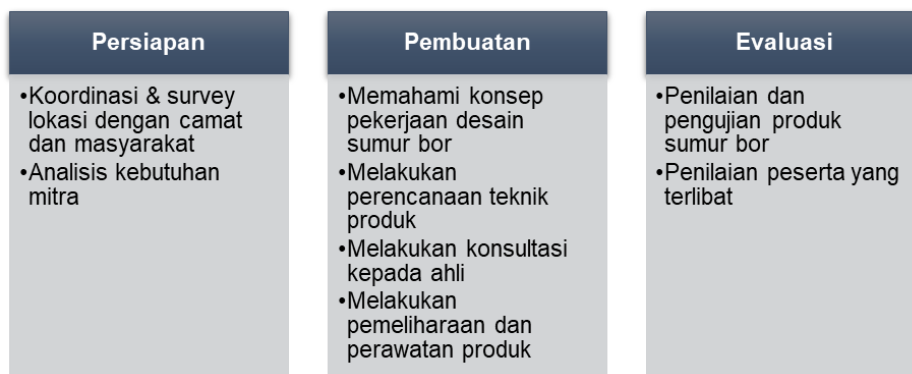 Persiapan
•Koordinasi & survey
lokasi dengan camat
dan masyarakat
•Analisis kebutuhan
mitra
Pembuatan
•Memahami konsep
pekerjaan desain
sumur bor
•Melakukan
perencanaan teknik
produk
•Melakukan konsultasi
kepada ahli
•Melakukan
pemeliharaan dan
perawatan produk
Evaluasi
•Penilaian dan
pengujian produk
sumur bor
•Penilaian peserta yang
terlibat